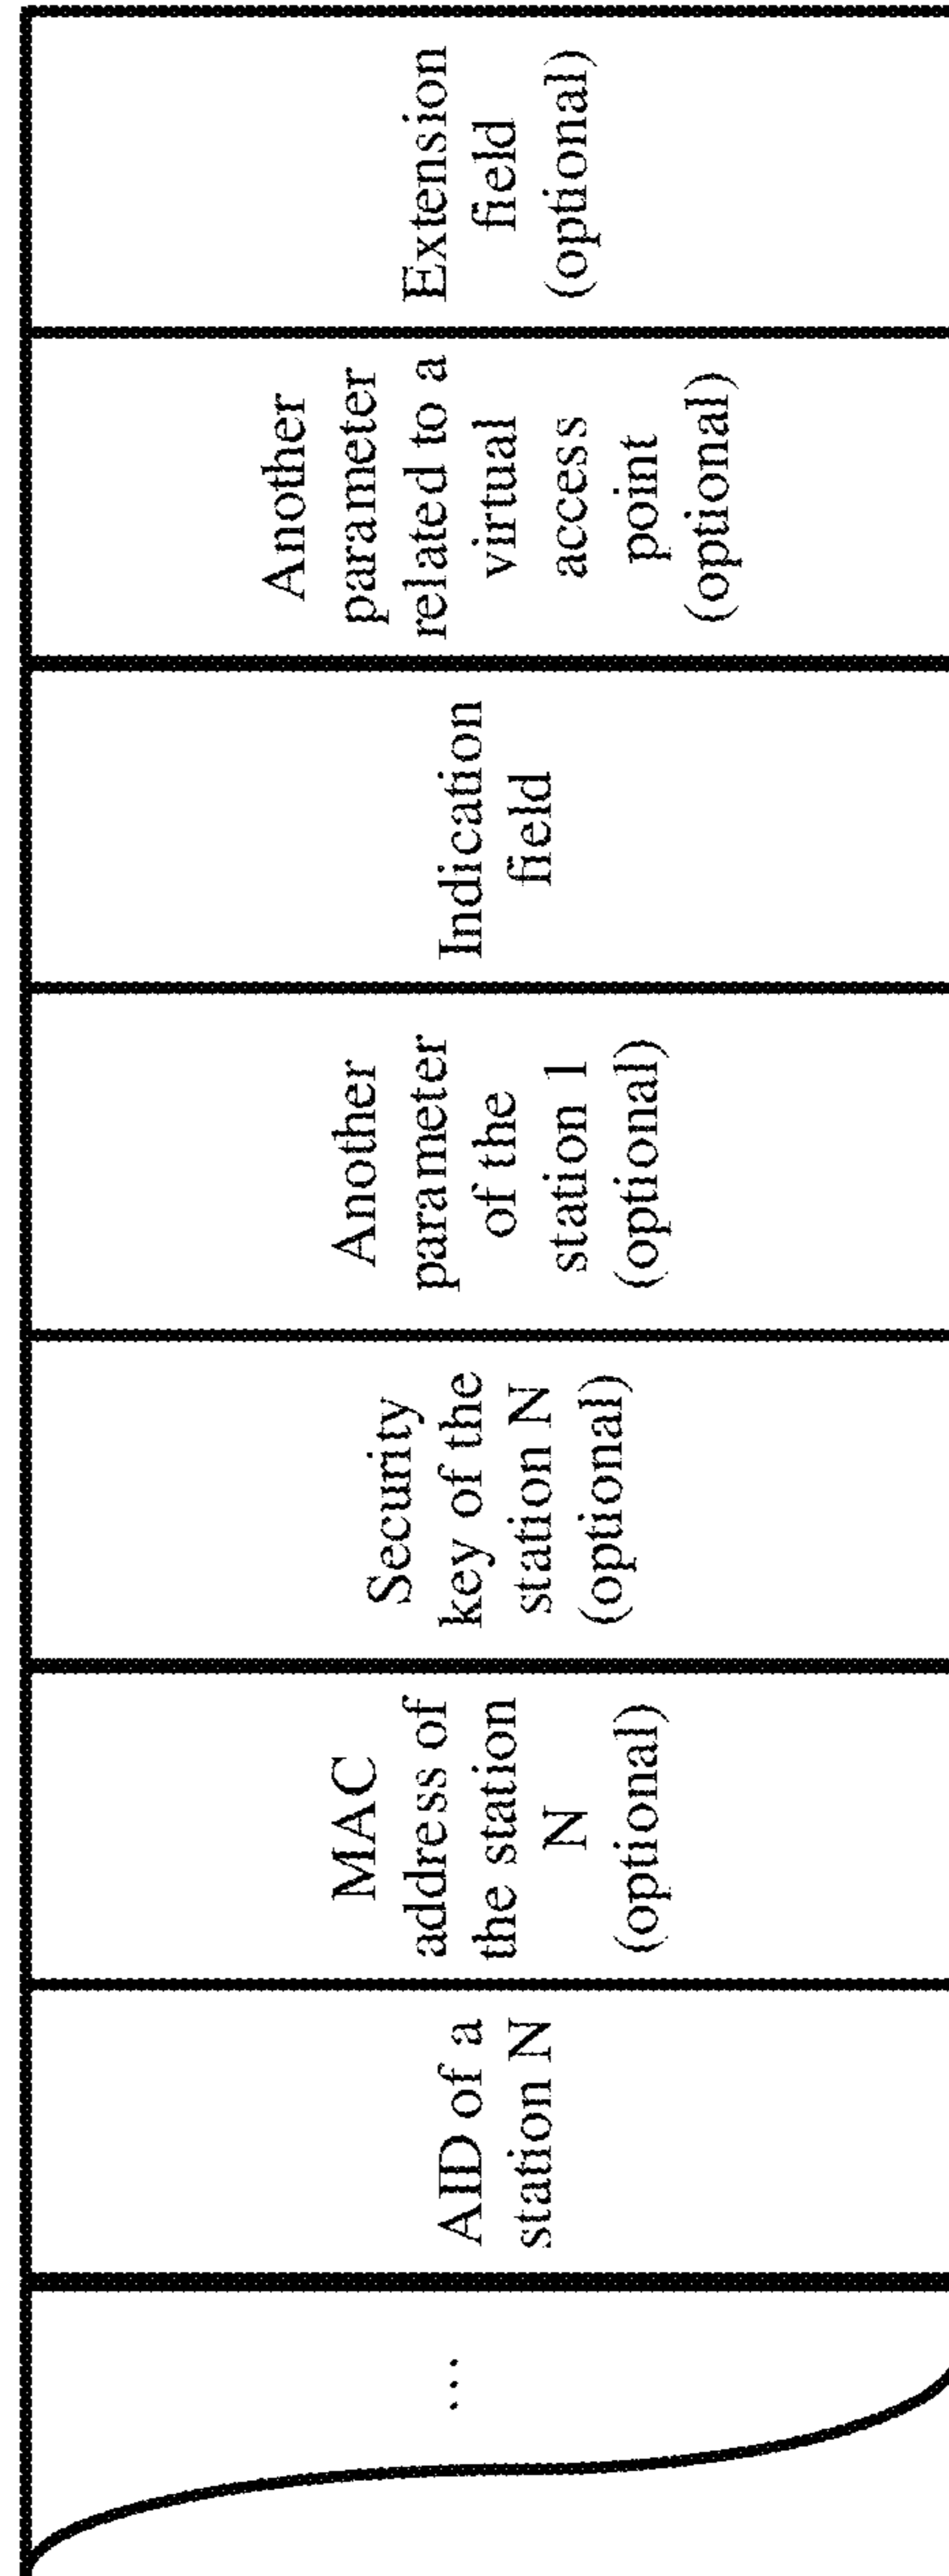 ...
AID of a
station N
MAC
address of
the station
N
(optional)
Security
key of the
station N
(optional)
Another
parameter
of the
station 1
(optional)
Indication
field
Another
parameter
related to a
virtual
access
point
(optional)
Extension
field
(optional)